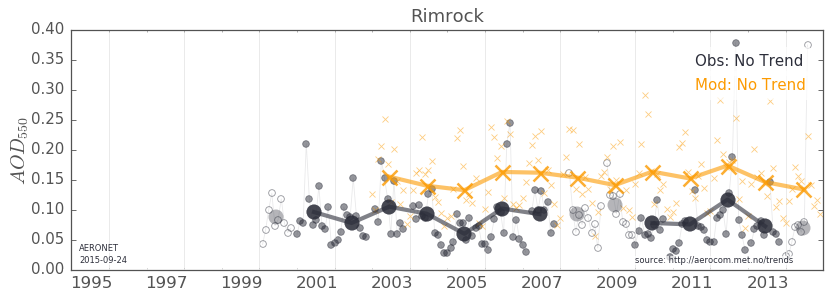 Rimrock
0.40
0.35
0.30
0.25
0.20
0.15
0.10
0.05
0.00
AOD550
Obs: No Trend
Mod: No Trend
AERONET
2015-09-24
source: http://aerocom.met.no/trends
1995 1997 1999 2001 2003 2005 2007 2009 2011 2013